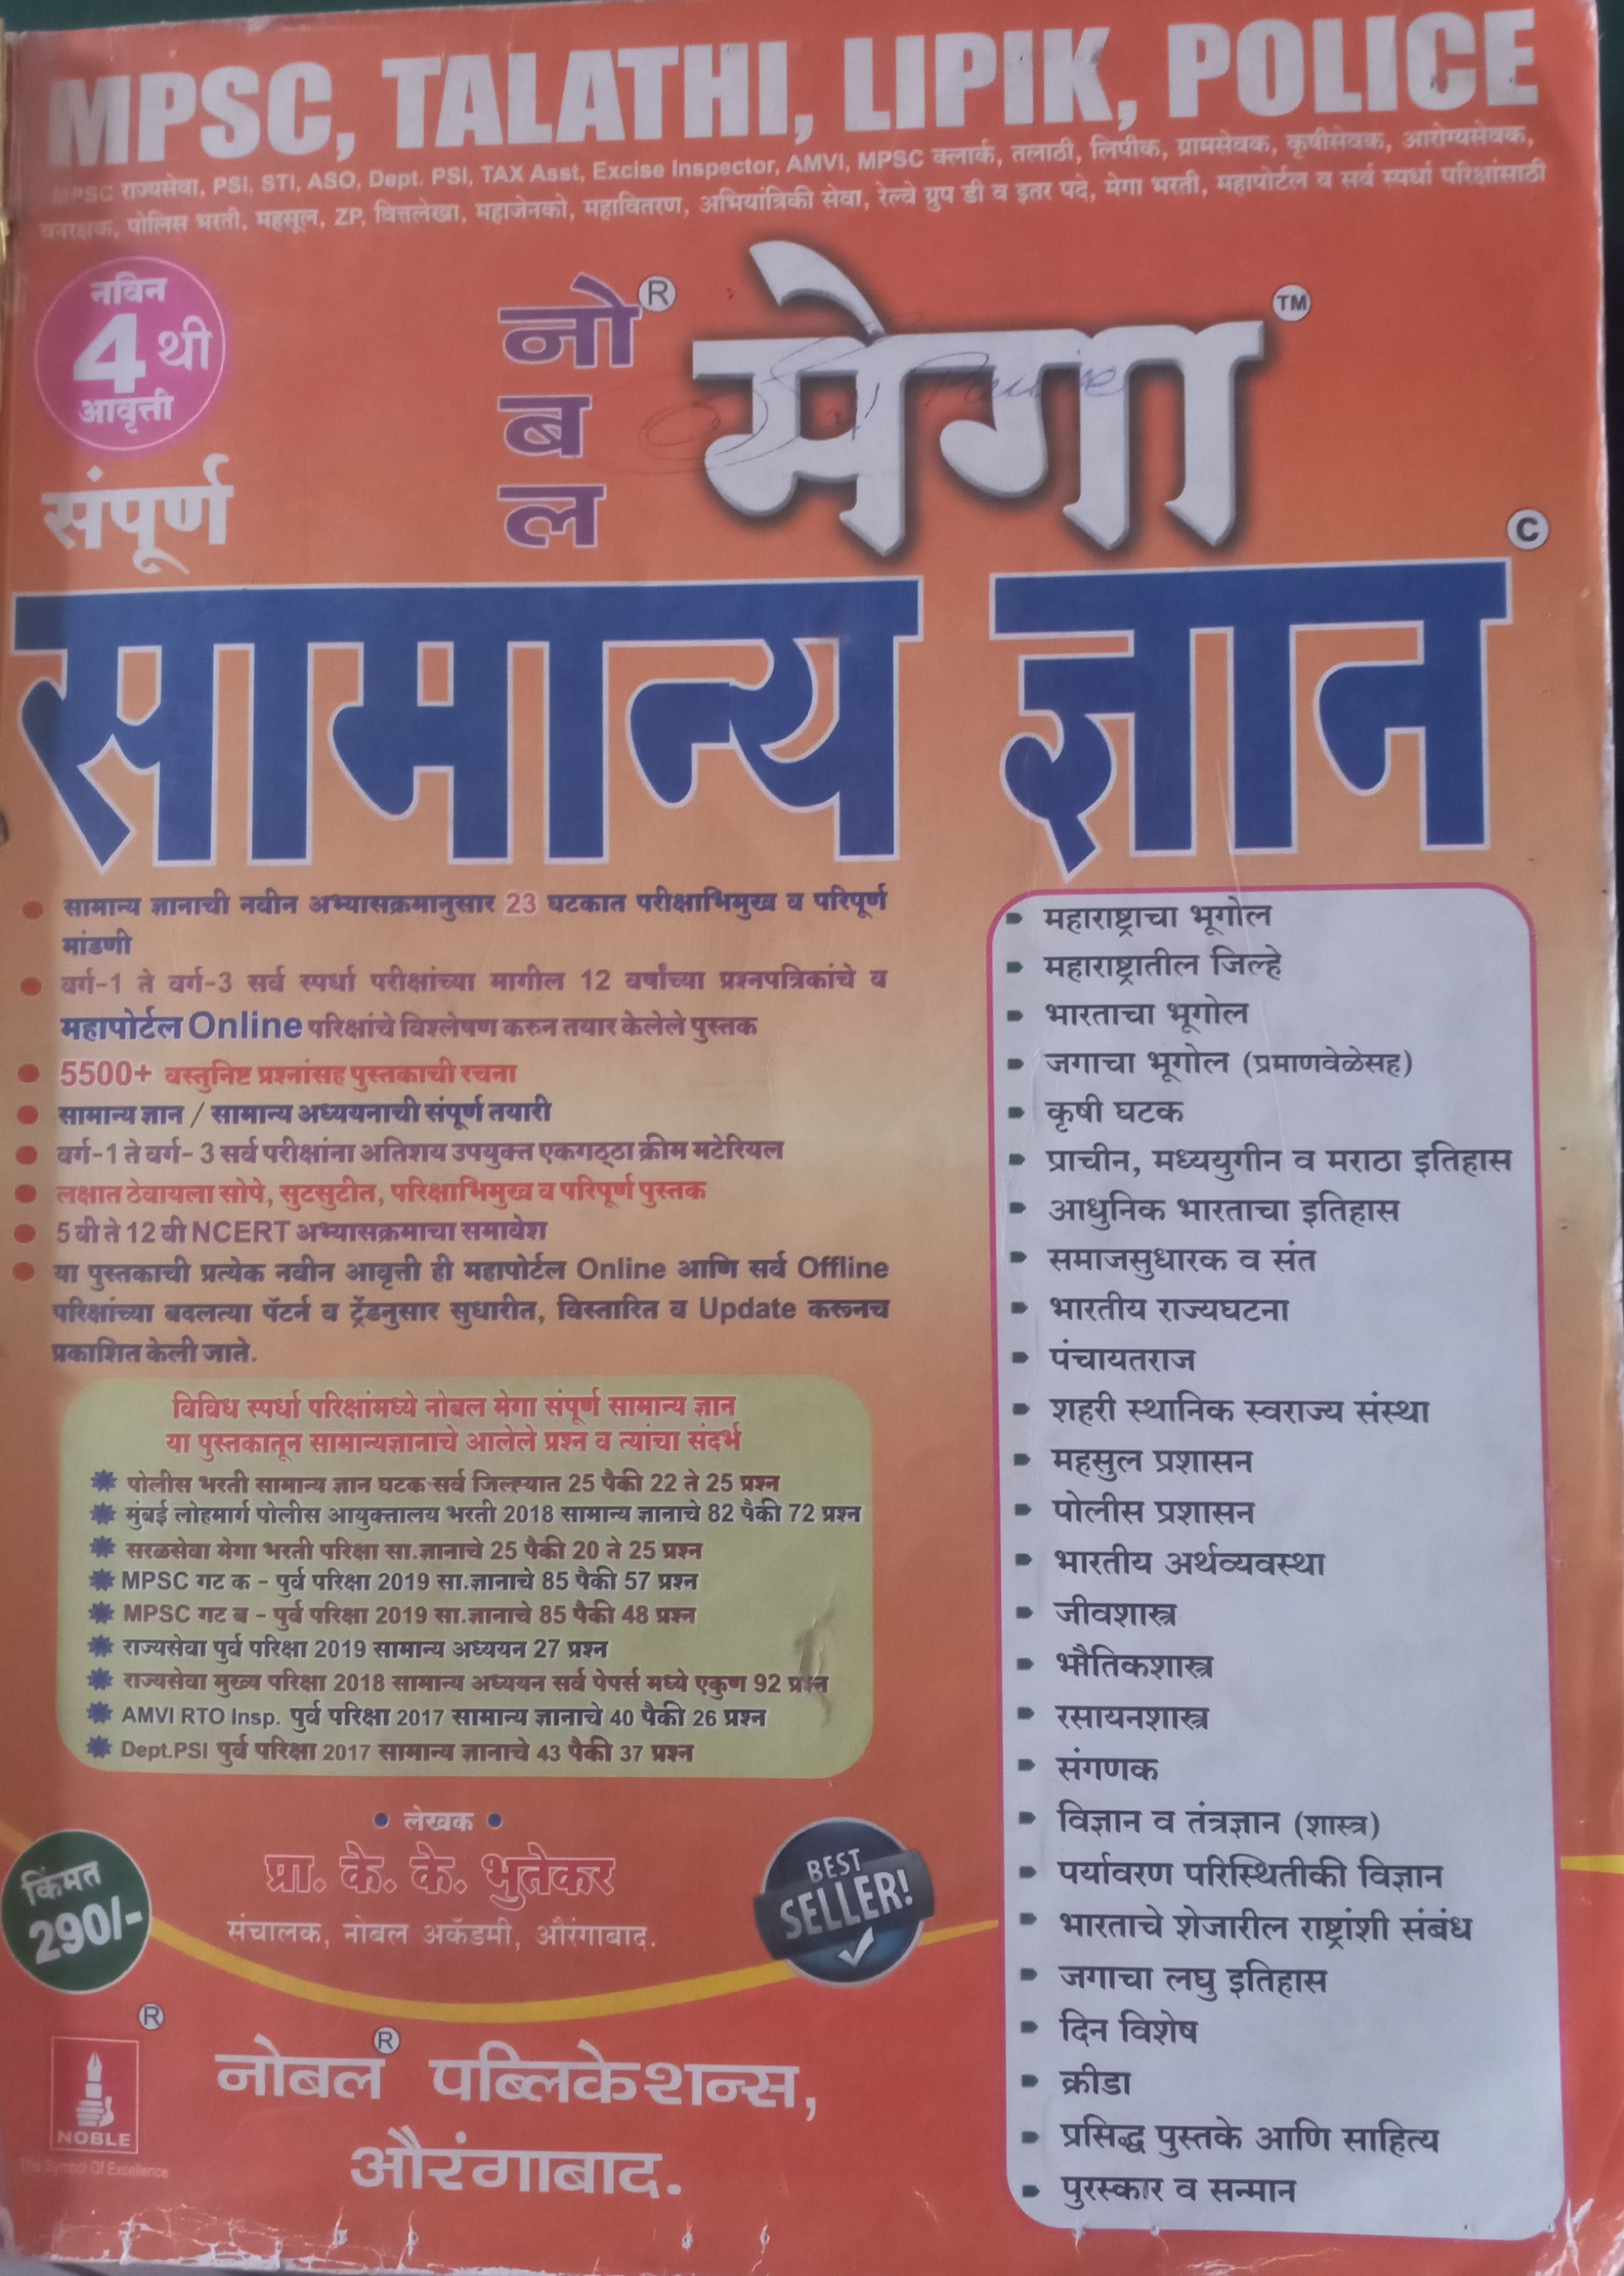 MPSC, TALATHI, LIPIK, POLICE
MPSC राज्यसेवा, PSI, STI, ASO, Dept. PSI, TAX Asst, Excise Inspector, AMVI, MPSC क्लार्क, तलाठी, लिपीक, ग्रामसेवक, कृषीसेवक, आरोग्यसेवक,
वनरक्षक, पोलिस भरती, महसूल, ZP, वित्तलेखा, महाजेनको, महावितरण, अभियांत्रिकी सेवा, रेल्वे ग्रुप डी व इतर पदे, मेगा भरती, महापोर्टल व सर्व स्पर्धा परिक्षांसाठी
नविन
4 थी
आवृत्ती
संपूर्ण
नोबल ® मेगा ™
सामान्य ज्ञान ©
सामान्य ज्ञानाची नवीन अभ्यासक्रमानुसार 23 घटकात परीक्षाभिमुख व परिपूर्ण
मांडणी
वर्ग-1 ते वर्ग-3 सर्व स्पर्धा परीक्षांच्या मागील 12 वर्षांच्या प्रश्नपत्रिकांचे व
महापोर्टल Online परिक्षांचे विश्लेषण करुन तयार केलेले पुस्तक
5500+ वस्तुनिष्ट प्रश्नांसह पुस्तकाची रचना
सामान्य ज्ञान / सामान्य अध्ययनाची संपूर्ण तयारी
वर्ग-1 ते वर्ग- 3 सर्व परीक्षांना अतिशय उपयुक्त एकगठ्ठा क्रीम मटेरियल
लक्षात ठेवायला सोपे, सुटसुटीत, परिक्षाभिमुख व परिपूर्ण पुस्तक
5 वी ते 12 वी NCERT अभ्यासक्रमाचा समावेश
या पुस्तकाची प्रत्येक नवीन आवृत्ती ही महापोर्टल Online आणि सर्व Offline
परिक्षांच्या बदलत्या पॅटर्न व ट्रेंडनुसार सुधारीत, विस्तारित व Update करूनच
प्रकाशित केली जाते.
विविध स्पर्धा परिक्षांमध्ये नोबल मेगा संपूर्ण सामान्य ज्ञान
या पुस्तकातून सामान्यज्ञानाचे आलेले प्रश्न व त्यांचा संदर्भ
पोलीस भरती सामान्य ज्ञान घटक सर्व जिल्ह्यात 25 पैकी 22 ते 25 प्रश्न
मुंबई लोहमार्ग पोलीस आयुक्तालय भरती 2018 सामान्य ज्ञानाचे 82 पैकी 72 प्रश्न
सरळसेवा मेगा भरती परिक्षा सा.ज्ञानाचे 25 पैकी 20 ते 25 प्रश्न
MPSC गट क - पुर्व परिक्षा 2019 सा.ज्ञानाचे 85 पैकी 57 प्रश्न
MPSC गट ब - पुर्व परिक्षा 2019 सा.ज्ञानाचे 85 पैकी 48 प्रश्न
राज्यसेवा पुर्व परिक्षा 2019 सामान्य अध्ययन 27 प्रश्न
राज्यसेवा मुख्य परिक्षा 2018 सामान्य अध्ययन सर्व पेपर्स मध्ये एकुण 92 प्रश्न
AMVI RTO Insp. पुर्व परिक्षा 2017 सामान्य ज्ञानाचे 40 पैकी 26 प्रश्न
Dept.PSI पुर्व परिक्षा 2017 सामान्य ज्ञानाचे 43 पैकी 37 प्रश्न
• लेखक •
प्रा. के. के. भुतेकर
संचालक, नोबल अकॅडमी, औरंगाबाद.
किंमत
290/-
BEST
SELLER!
®
NOBLE
The Symbol Of Excellence
नोबल ® पब्लिकेशन्स,
औरंगाबाद.
महाराष्ट्राचा भूगोल
महाराष्ट्रातील जिल्हे
भारताचा भूगोल
जगाचा भूगोल (प्रमाणवेळेसह)
कृषी घटक
प्राचीन, मध्ययुगीन व मराठा इतिहास
आधुनिक भारताचा इतिहास
समाजसुधारक व संत
भारतीय राज्यघटना
पंचायतराज
शहरी स्थानिक स्वराज्य संस्था
महसुल प्रशासन
पोलीस प्रशासन
भारतीय अर्थव्यवस्था
जीवशास्त्र
भौतिकशास्त्र
रसायनशास्त्र
संगणक
विज्ञान व तंत्रज्ञान (शास्त्र)
पर्यावरण परिस्थितीकी विज्ञान
भारताचे शेजारील राष्ट्रांशी संबंध
जगाचा लघु इतिहास
दिन विशेष
क्रीडा
प्रसिद्ध पुस्तके आणि साहित्य
पुरस्कार व सन्मान